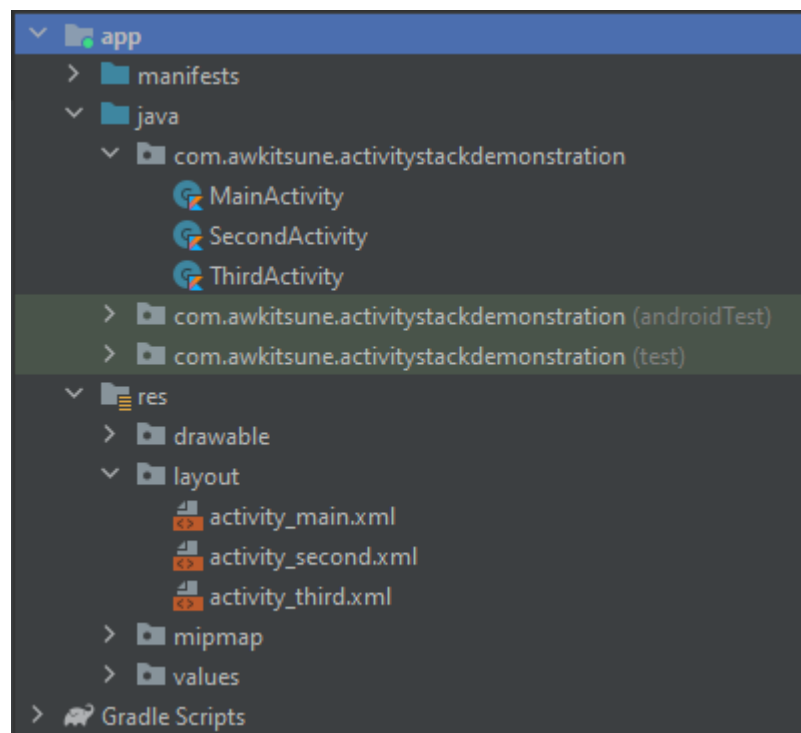 app
manifests
java
com.awkitsune.activitystackdemonstration
MainActivity
SecondActivity
ThirdActivity
com.awkitsune.activitystackdemonstration (androidTest)
com.awkitsune.activitystackdemonstration (test)
res
drawable
layout
activity_main.xml
activity_second.xml
activity_third.xml
mipmap
values
Gradle Scripts